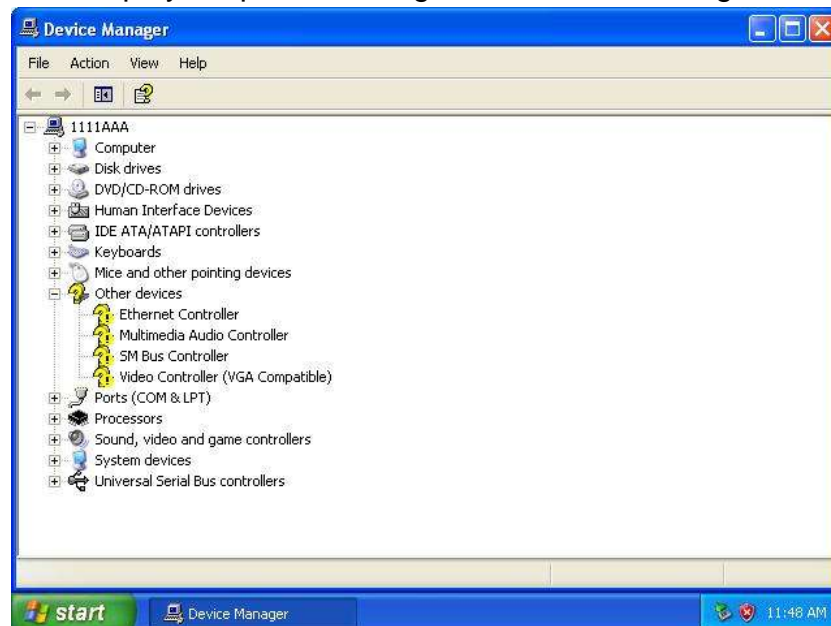 Device Manager
File Action View Help
1111AAA
Computer
Disk drives
DVD/CD-ROM drives
Human Interface Devices
IDE ATA/ATAPI controllers
Keyboards
Mice and other pointing devices
Other devices
Ethernet Controller
Multimedia Audio Controller
SM Bus Controller
Video Controller (VGA Compatible)
Ports (COM & LPT)
Processors
Sound, video and game controllers
System devices
Universal Serial Bus controllers
start Device Manager 11:48 AM